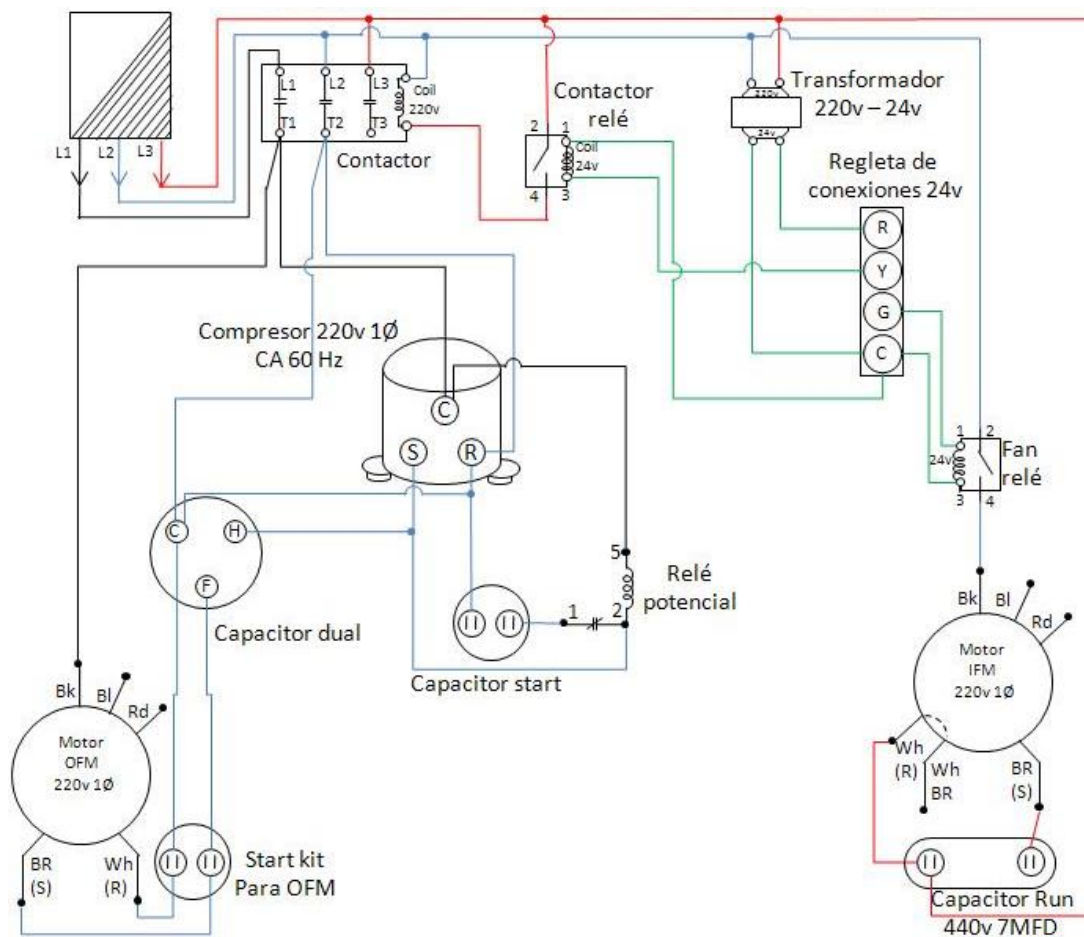 L1 L2 L3
L1 L2 L3
Coil
220v
T1 T2 T3
Contactor
Contactor
relé
2 1
Coil
24v
4 3
220v
24v
Transformador
220v – 24v
Regleta de
conexiones 24v
R
Y
G
C
Compresor 220v 1Ø
CA 60 Hz
C
S R
1 2
24v
3 4
Fan
relé
C H
F
Capacitor dual
5
1 2
Relé
potencial
Capacitor start
Bk Bl Rd
Motor
OFM
220v 1Ø
BR
(S)
Wh
(R)
Start kit
Para OFM
Bk Bl Rd
Motor
IFM
220v 1Ø
Wh
(R)
Wh
BR
BR
(S)
Capacitor Run
440v 7MFD